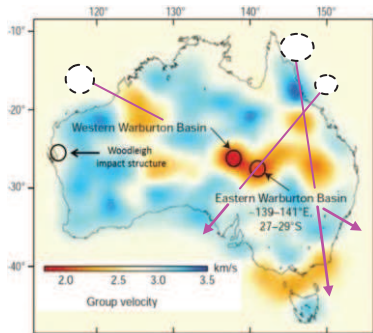 120° 130° 140° 150°
-10°
-20°
Western Warburton Basin
Woodleigh
impact structure
Eastern Warburton Basin
-139–141°E,
27–29°S
-30°
-40°
km/s
2.0 2.5 3.0 3.5
Group velocity